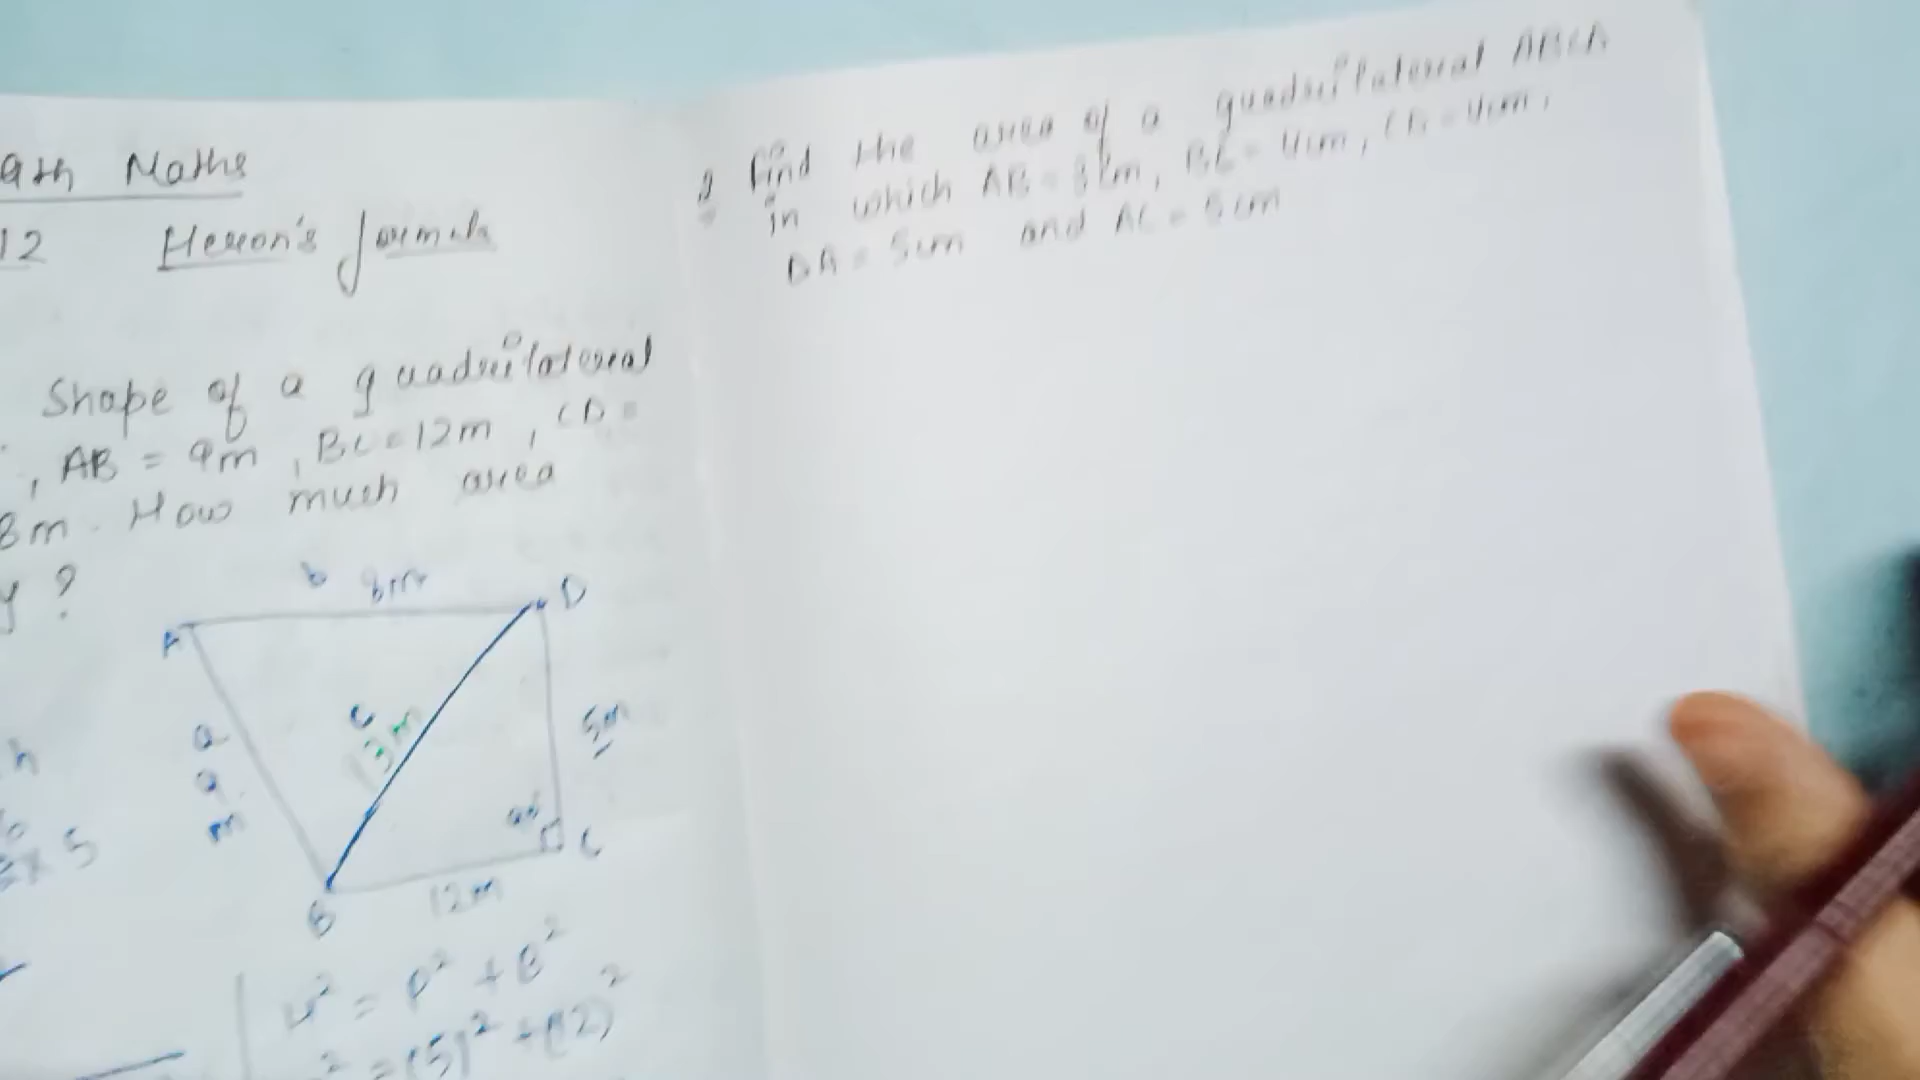 9th Maths
12 Heron's formula
Shape of a quadrilateral
, AB = 9m, BC = 12m, CD =
8m. How much area
y ?
b 8m
A D
c
13m
a
9
m
5m
90°
C
B
12m
h
x 5
H² = P² + B²
² = (5)² + (12)²
Q Find the area of a quadrilateral ABCD
in which AB = 3cm, BC = 4cm, CD = 4cm,
DA = 5cm and AC = 5cm